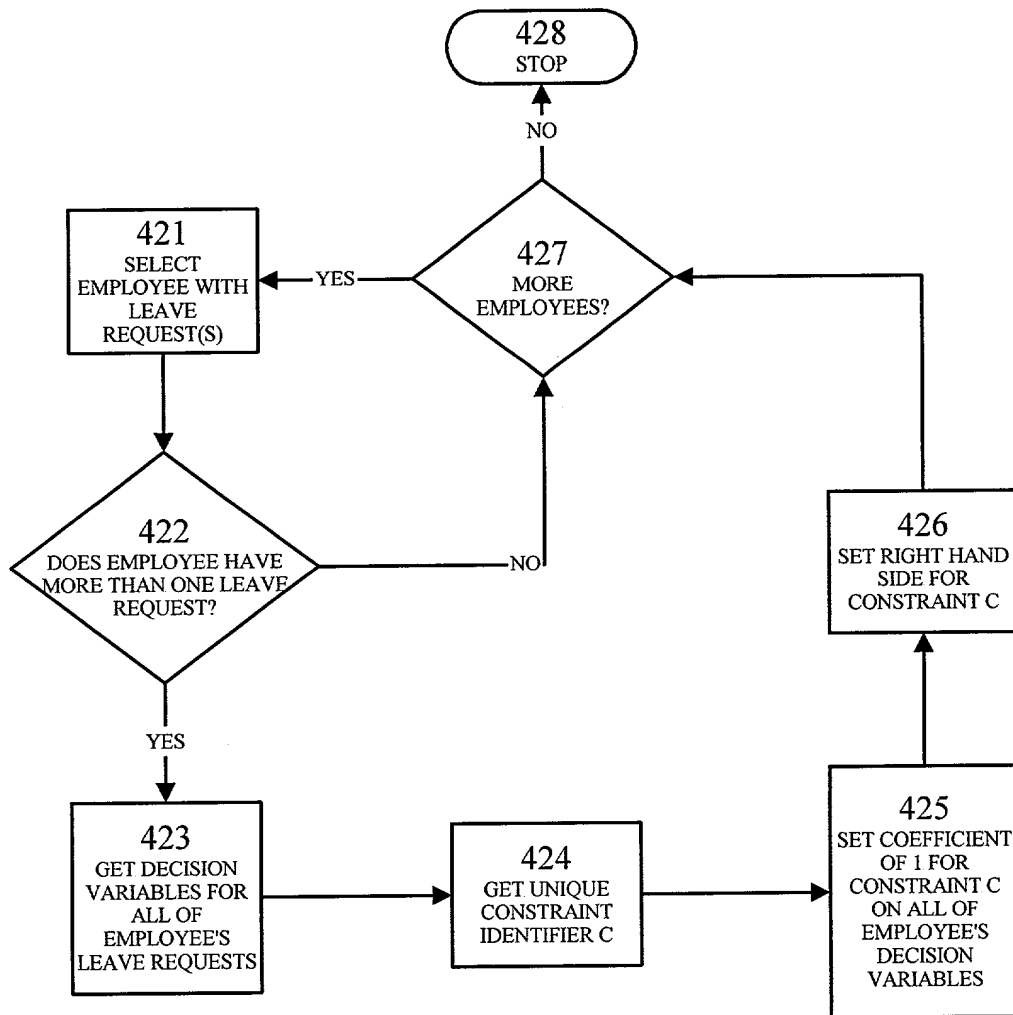 428
STOP
NO
427
MORE
EMPLOYEES?
YES
421
SELECT
EMPLOYEE WITH
LEAVE
REQUEST(S)
422
DOES EMPLOYEE HAVE
MORE THAN ONE LEAVE
REQUEST?
NO
YES
423
GET DECISION
VARIABLES FOR
ALL OF
EMPLOYEE'S
LEAVE REQUESTS
424
GET UNIQUE
CONSTRAINT
IDENTIFIER C
425
SET COEFFICIENT
OF 1 FOR
CONSTRAINT C
ON ALL OF
EMPLOYEE'S
DECISION
VARIABLES
426
SET RIGHT HAND
SIDE FOR
CONSTRAINT C